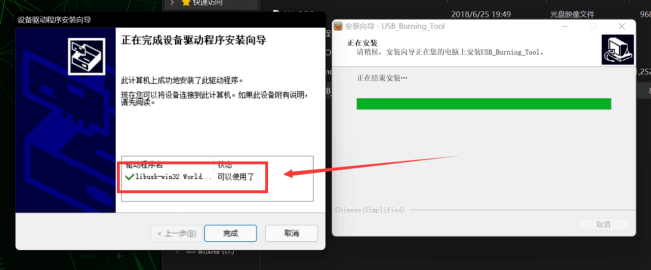 快速访问
2018/6/25 19:49
光盘映像文件
968
设备驱动程序安装向导
正在完成设备驱动程序安装向导
此计算机上成功地安装了此驱动程序。
现在您可以将设备连接到此计算机。如果此设备附有说明,
请先阅读。
驱动程序名
状态
libusb-win32 World...
可以使用了
< 上一步(B)
完成
取消
安装向导 - USB_Burning_Tool
正在安装
请稍候,安装向导正在您的电脑上安装USB_Burning_Tool。
正在结束安装…
Chinese(Simplified)
取消